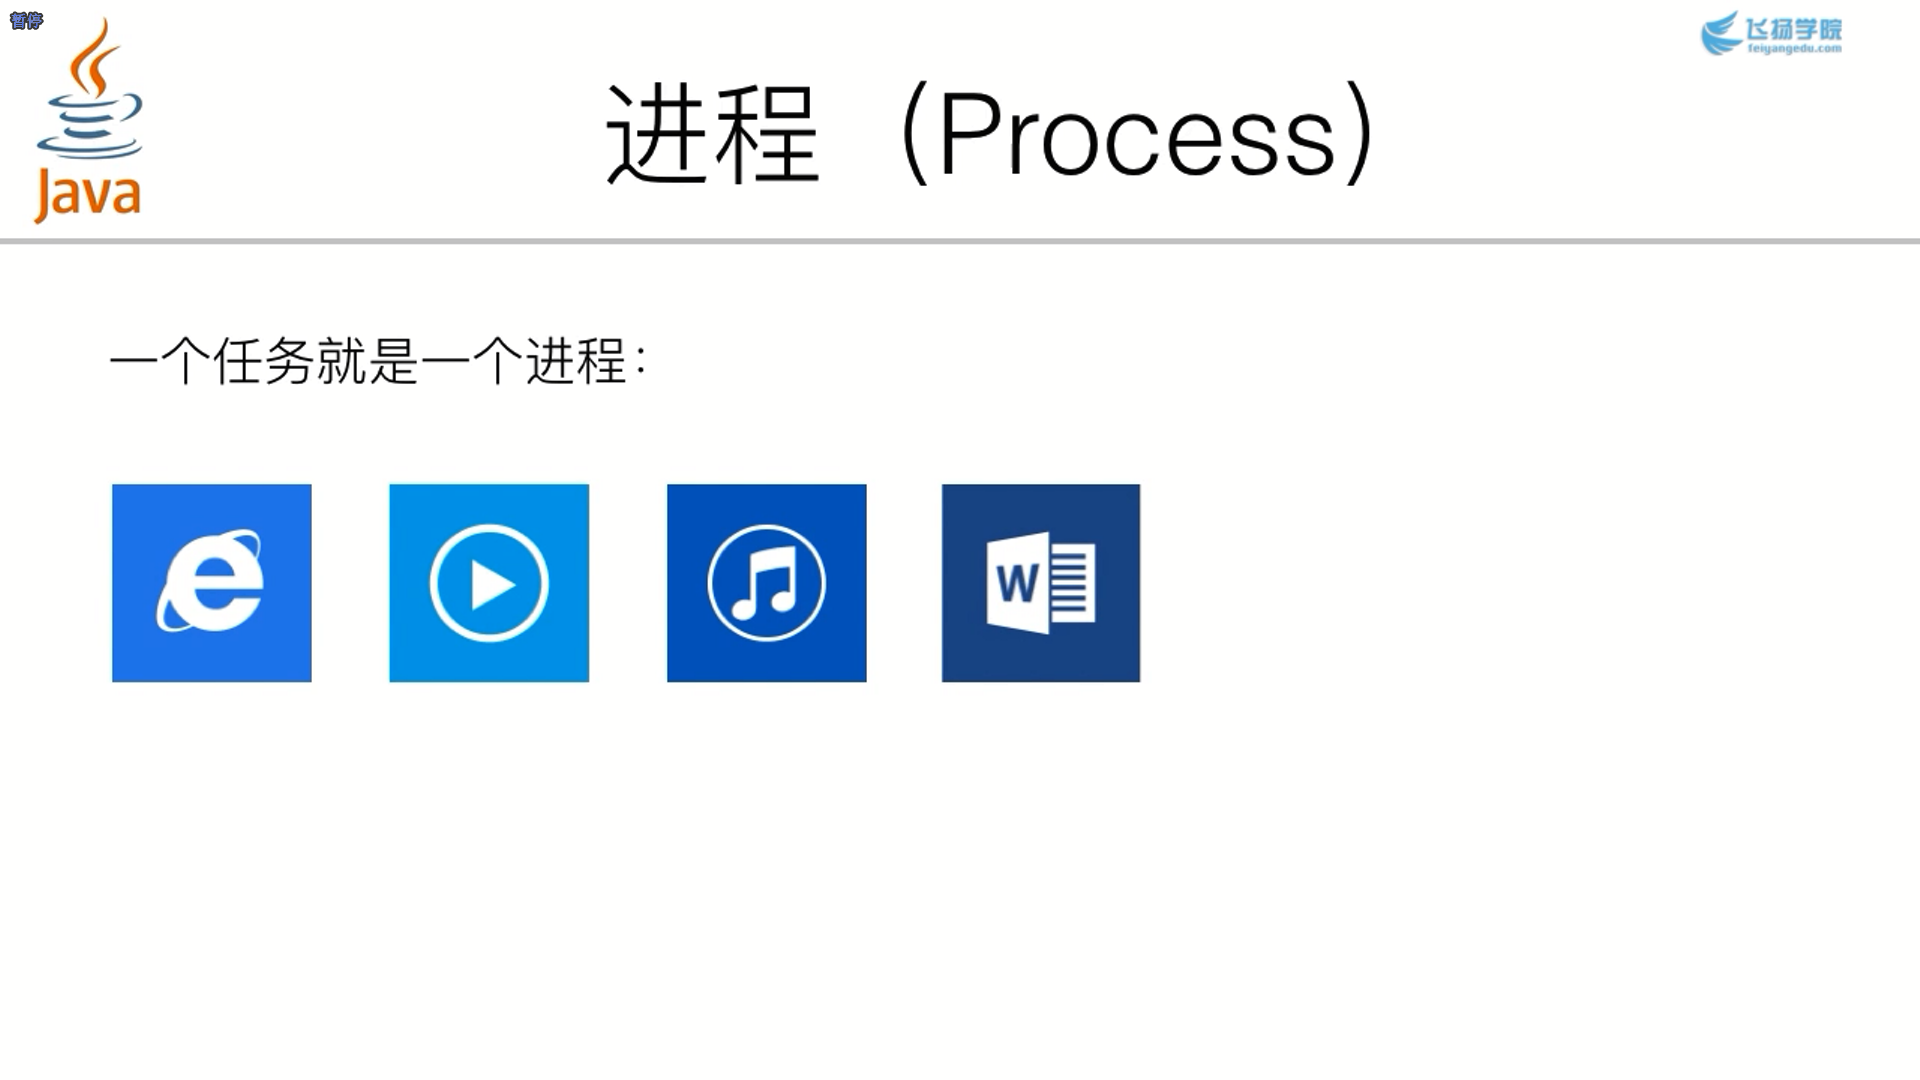 暂停
飞扬学院
feiyangedu.com
Java
进程（Process）
一个任务就是一个进程：
W